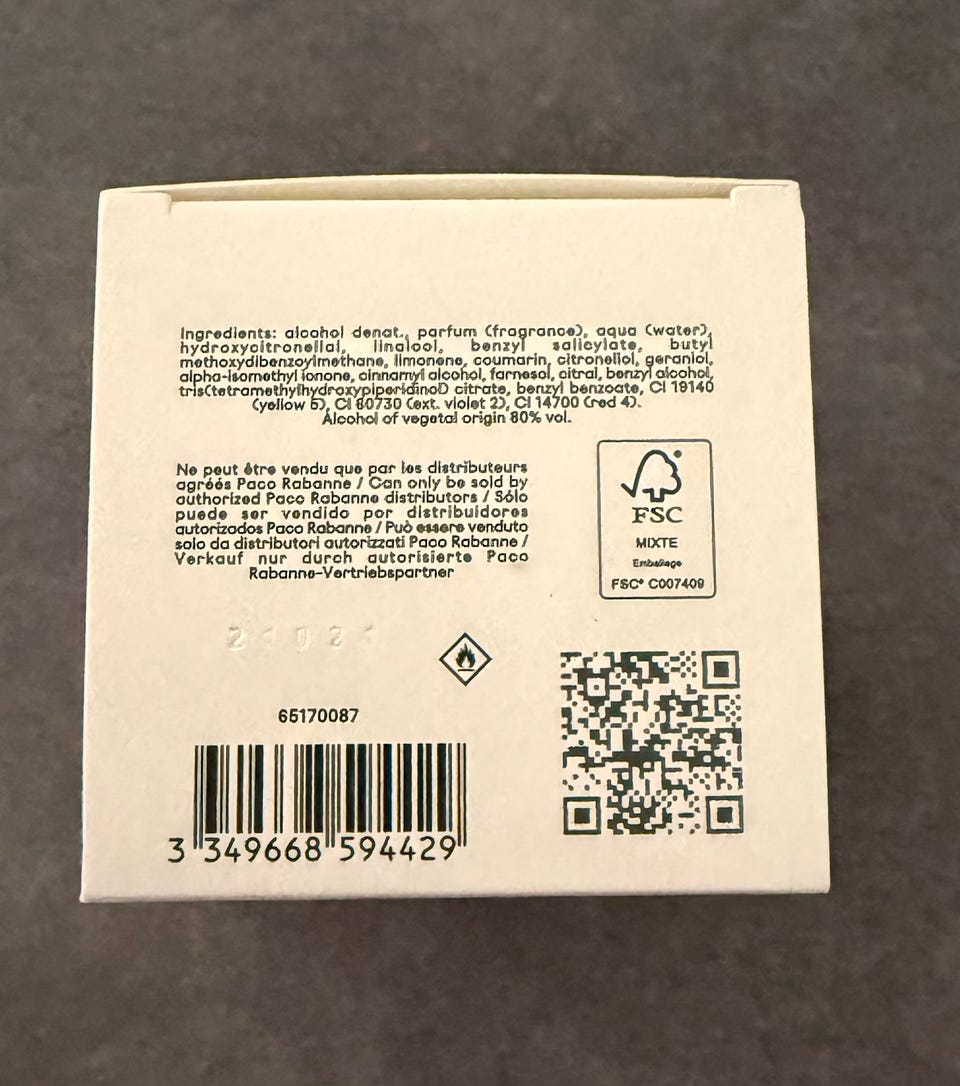 Ingredients: alcohol denat., parfum (fragrance), aqua (water),
hydroxycitronellal, linalool, benzyl salicylate, butyl
methoxydibenzoylmethane, limonene, coumarin, citronellol, geraniol,
alpha-isomethyl ionone, cinnamyl alcohol, farnesol, citral, benzyl alcohol,
tris(tetramethylhydroxypiperidinol) citrate, benzyl benzoate, CI 19140
(yellow 5), CI 60730 (ext. violet 2), CI 14700 (red 4).
Alcohol of vegetal origin 80% vol.
Ne peut être vendu que par les distributeurs
agréés Paco Rabanne / Can only be sold by
authorized Paco Rabanne distributors / Sólo
puede ser vendido por distribuidores
autorizados Paco Rabanne / Può essere venduto
solo da distributori autorizzati Paco Rabanne /
Verkauf nur durch autorisierte Paco
Rabanne-Vertriebspartner
FSC
MIXTE
Emballage
FSC® C007409
65170087
3 349668 594429